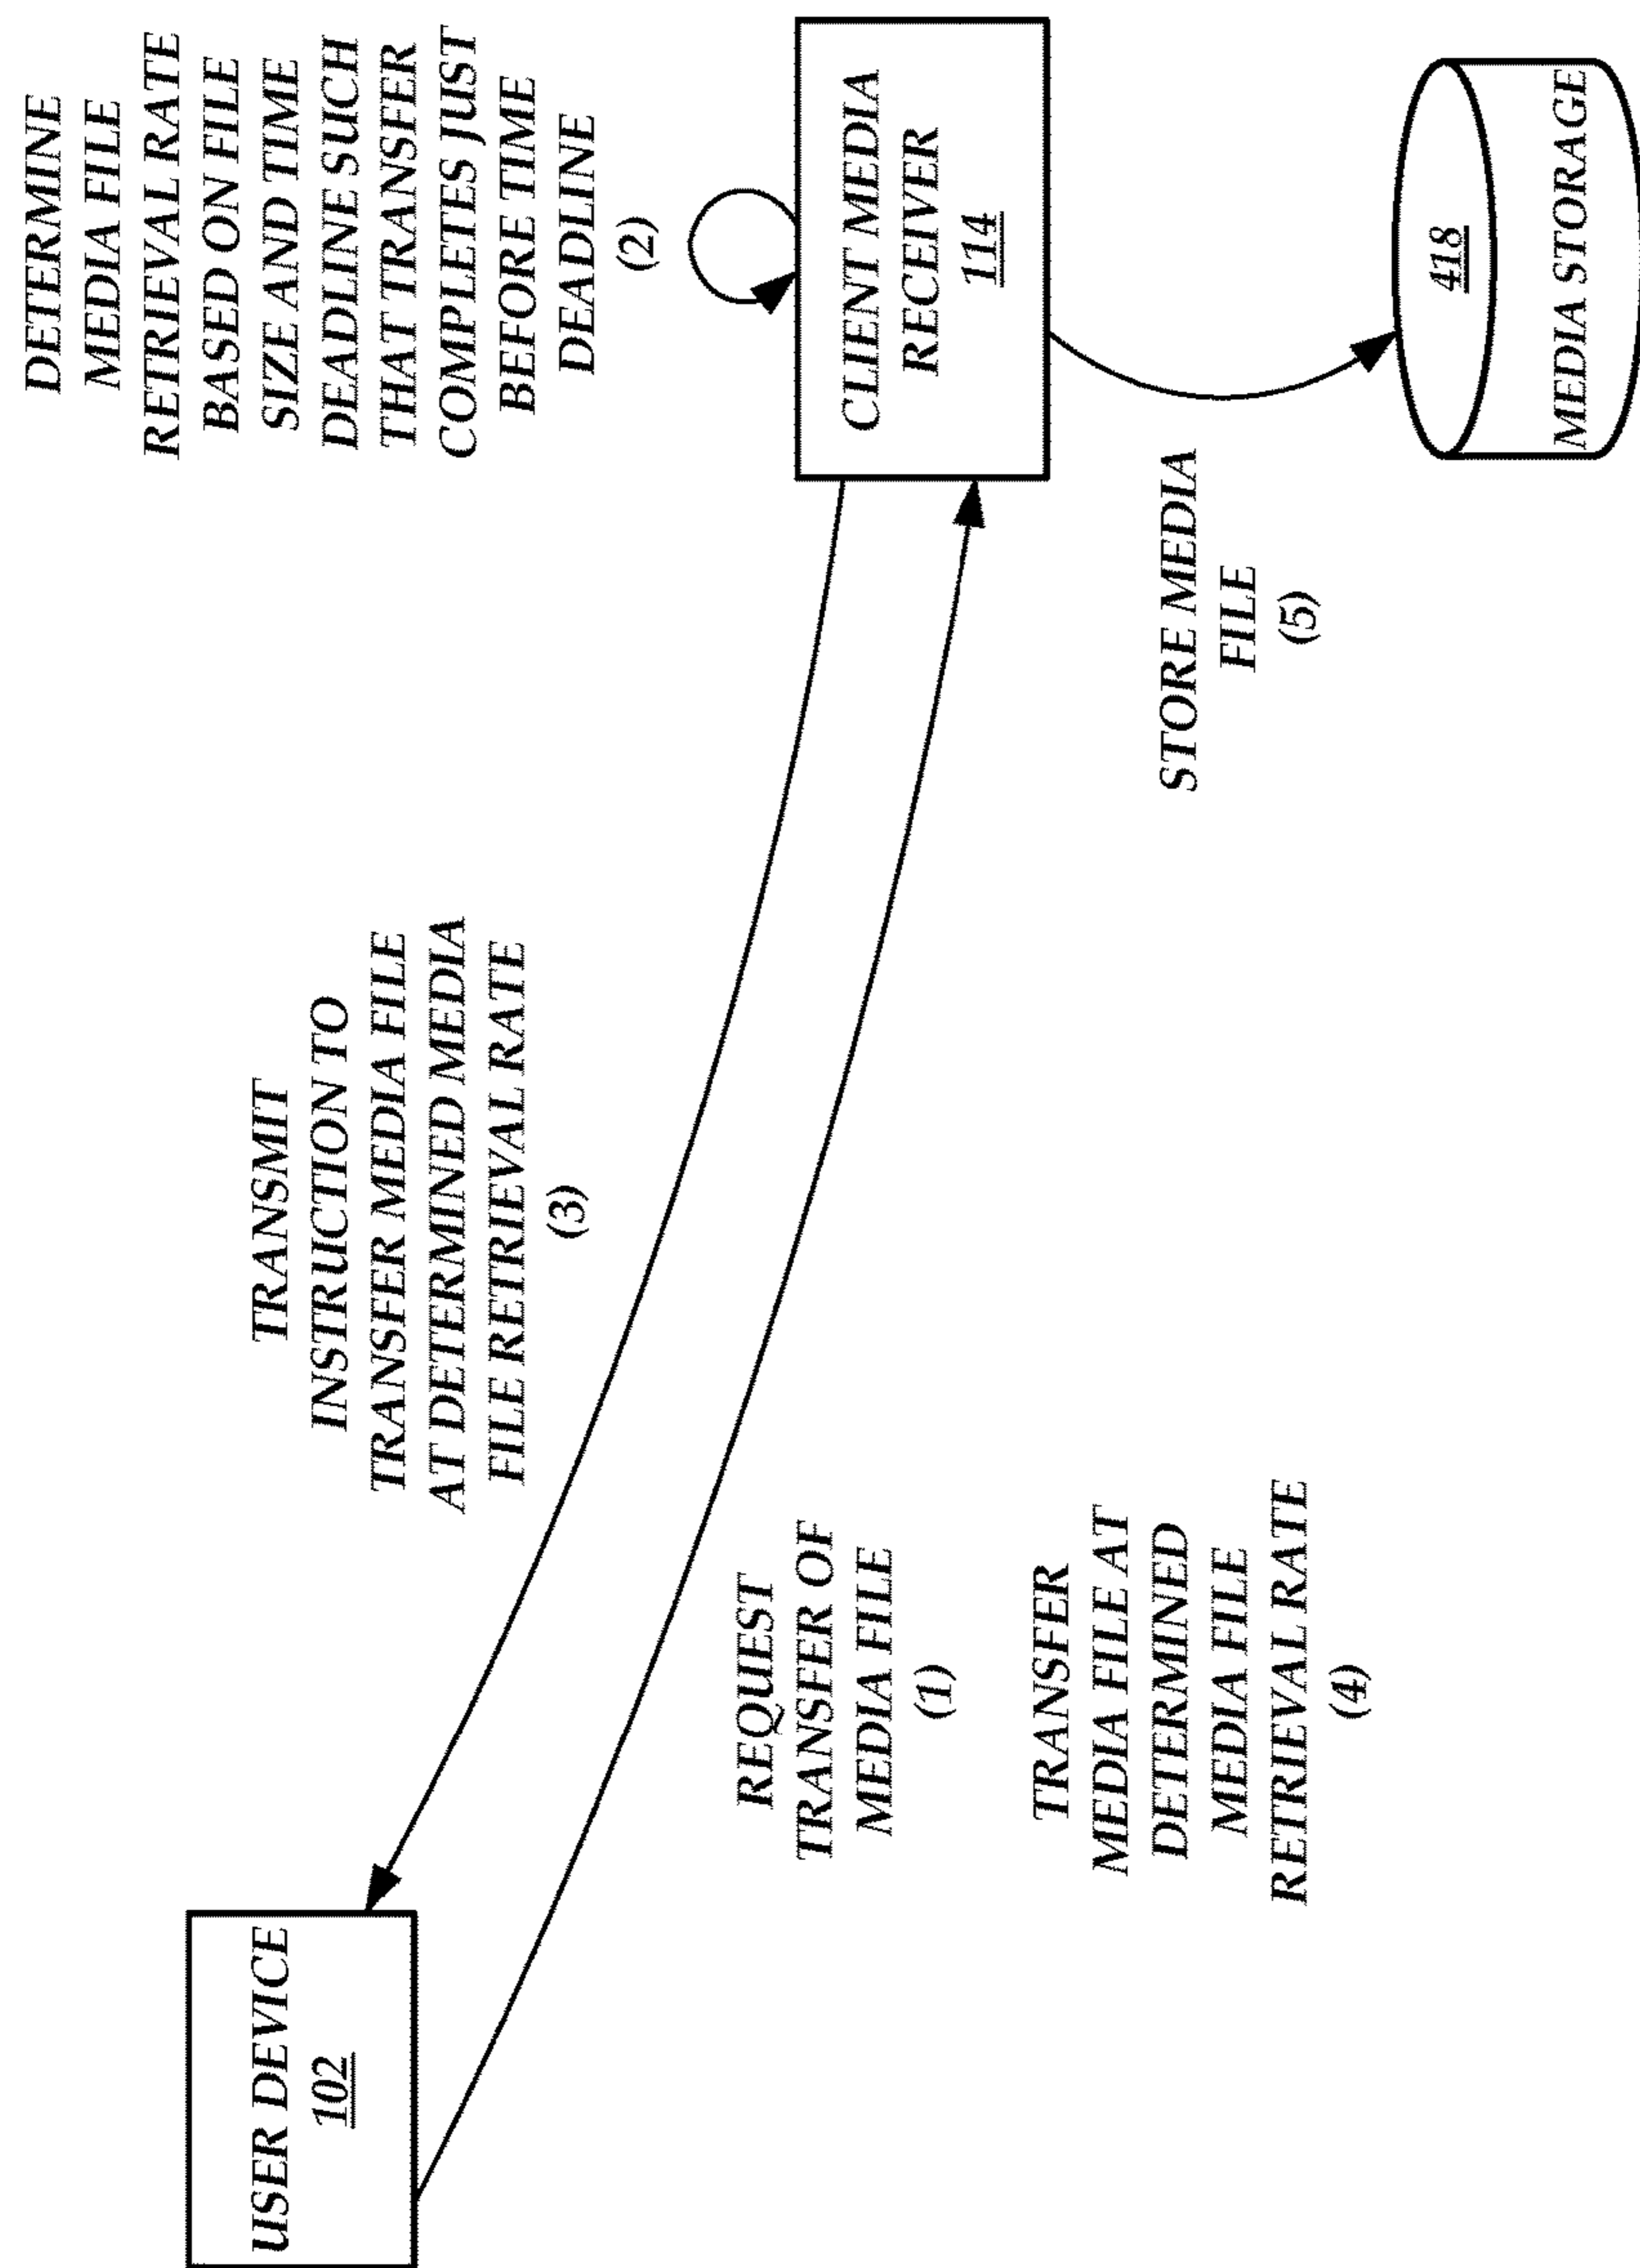 USER DEVICE
102
TRANSMIT
INSTRUCTION TO
TRANSFER MEDIA FILE
AT DETERMINED MEDIA
FILE RETRIEVAL RATE
(3)
DETERMINE
MEDIA FILE
RETRIEVAL RATE
BASED ON FILE
SIZE AND TIME
DEADLINE SUCH
THAT TRANSFER
COMPLETES JUST
BEFORE TIME
DEADLINE
(2)
REQUEST
TRANSFER OF
MEDIA FILE
(1)
CLIENT MEDIA
RECEIVER
114
TRANSFER
MEDIA FILE AT
DETERMINED
MEDIA FILE
RETRIEVAL RATE
(4)
STORE MEDIA
FILE
(5)
418
MEDIA STORAGE